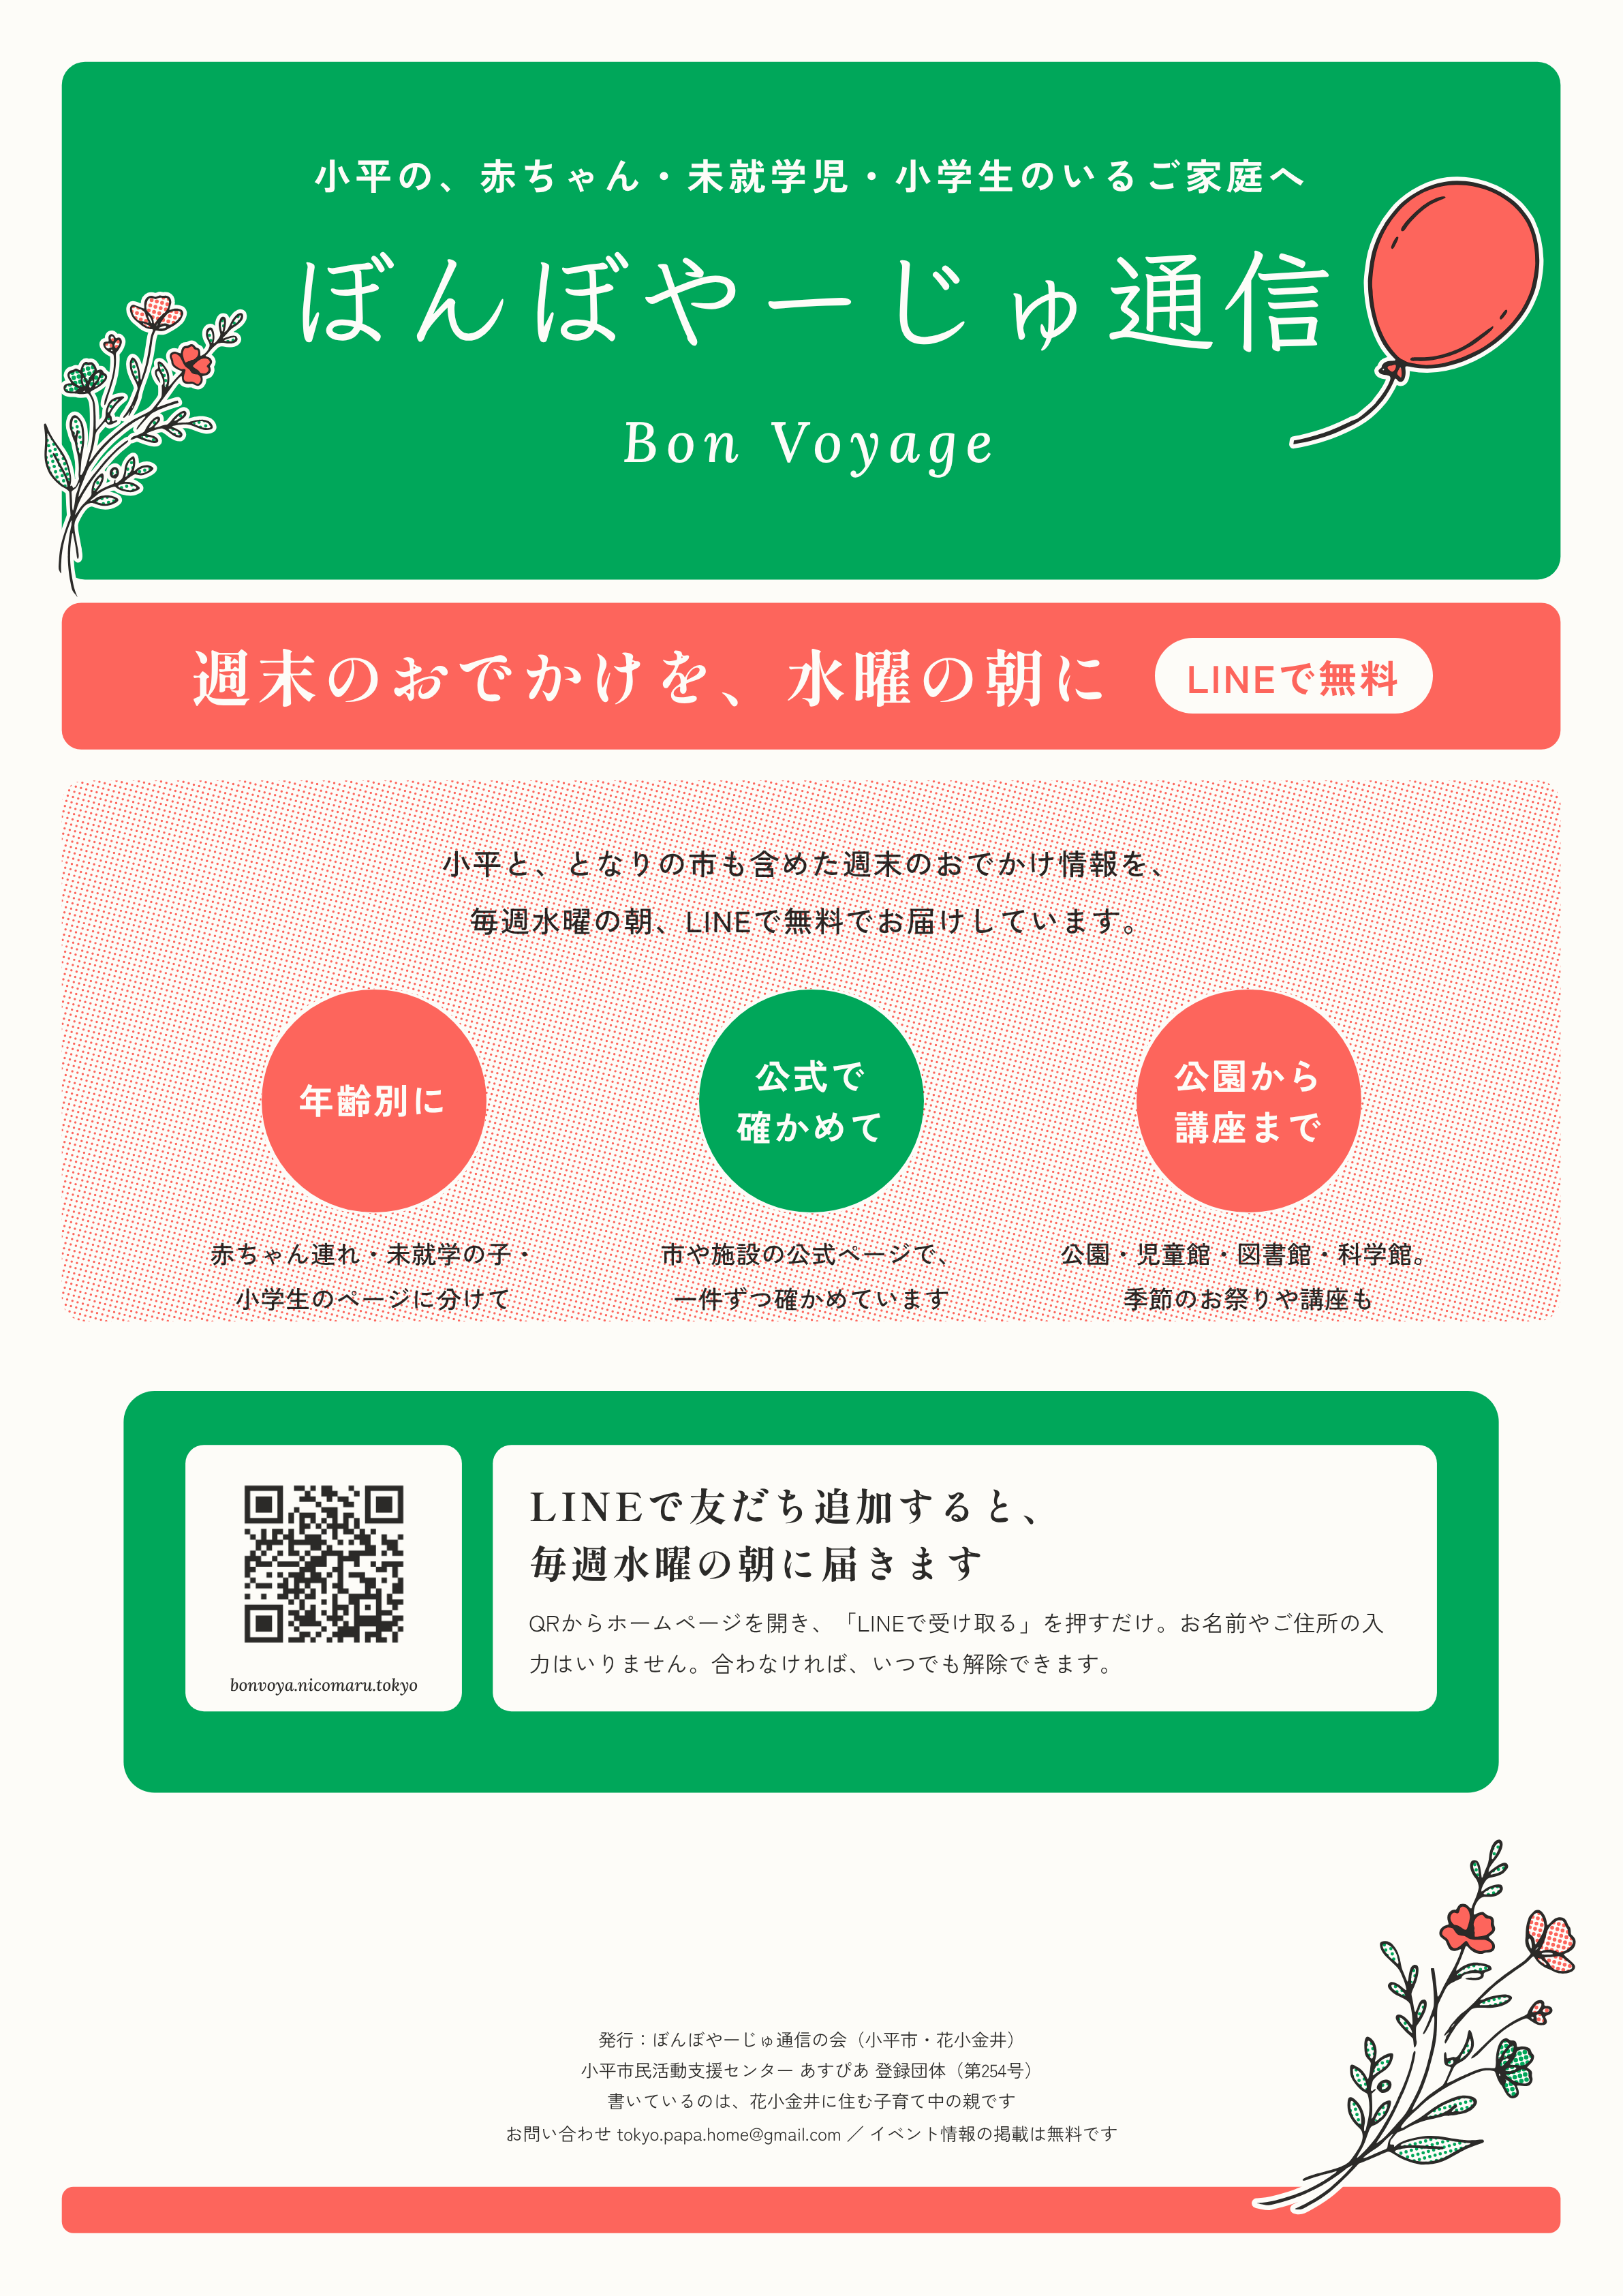 小平の、赤ちゃん・未就学児・小学生のいるご家庭へ
ぼんぼやーじゅ通信
Bon Voyage
週末のおでかけを、水曜の朝に
LINEで無料
小平と、となりの市も含めた週末のおでかけ情報を、
毎週水曜の朝、LINEで無料でお届けしています。
年齢別に
赤ちゃん連れ・未就学の子・
小学生のページに分けて
公式で
確かめて
市や施設の公式ページで、
一件ずつ確かめています
公園から
講座まで
公園・児童館・図書館・科学館。
季節のお祭りや講座も
bonvoya.nicomaru.tokyo
LINEで友だち追加すると、
毎週水曜の朝に届きます
QRからホームページを開き、「LINEで受け取る」を押すだけ。お名前やご住所の入
力はいりません。合わなければ、いつでも解除できます。
発行：ぼんぼやーじゅ通信の会（小平市・花小金井）
小平市民活動支援センター あすぴあ 登録団体（第254号）
書いているのは、花小金井に住む子育て中の親です
お問い合わせ tokyo.papa.home@gmail.com ／ イベント情報の掲載は無料です